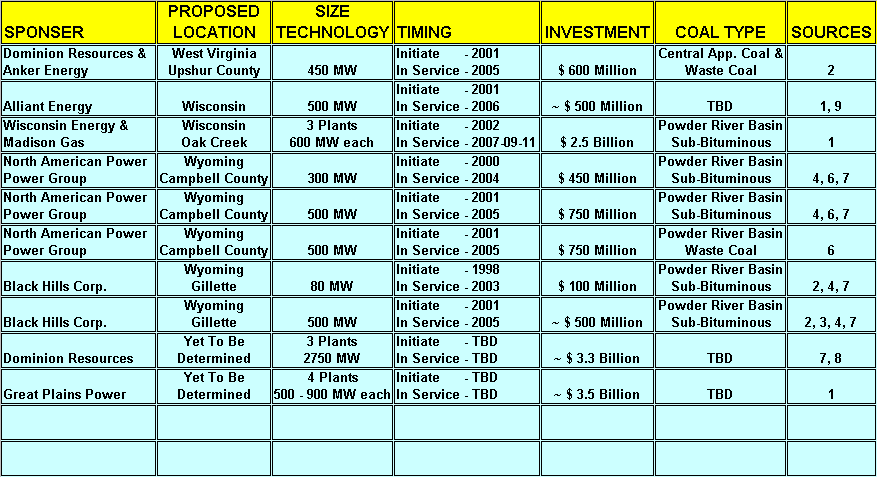 SPONSER PROPOSED LOCATION SIZE TECHNOLOGY TIMING INVESTMENT COAL TYPE SOURCES
Dominion Resources & West Virginia Initiate - 2001 Central App. Coal &
Anker Energy Upshur County 450 MW In Service - 2005 $ 600 Million Waste Coal 2
Initiate - 2001
Alliant Energy Wisconsin 500 MW In Service - 2006 ~ $ 500 Million TBD 1, 9
Wisconsin Energy & Wisconsin 3 Plants Initiate - 2002 Powder River Basin
Madison Gas Oak Creek 600 MW each In Service - 2007-09-11 $ 2.5 Billion Sub-Bituminous 1
North American Power Wyoming Initiate - 2000 Powder River Basin
Power Group Campbell County 300 MW In Service - 2004 $ 450 Million Sub-Bituminous 4, 6, 7
North American Power Wyoming Initiate - 2001 Powder River Basin
Power Group Campbell County 500 MW In Service - 2005 $ 750 Million Sub-Bituminous 4, 6, 7
North American Power Wyoming Initiate - 2001 Powder River Basin
Power Group Campbell County 500 MW In Service - 2005 $ 750 Million Waste Coal 6
Wyoming Initiate - 1998 Powder River Basin
Black Hills Corp. Gillette 80 MW In Service - 2003 $ 100 Million Sub-Bituminous 2, 4, 7
Wyoming Initiate - 2001 Powder River Basin
Black Hills Corp. Gillette 500 MW In Service - 2005 ~ $ 500 Million Sub-Bituminous 2, 3, 4, 7
Yet To Be 3 Plants Initiate - TBD
Dominion Resources Determined 2750 MW In Service - TBD ~ $ 3.3 Billion TBD 7, 8
Yet To Be 4 Plants Initiate - TBD
Great Plains Power Determined 500 - 900 MW each In Service - TBD ~ $ 3.5 Billion TBD 1